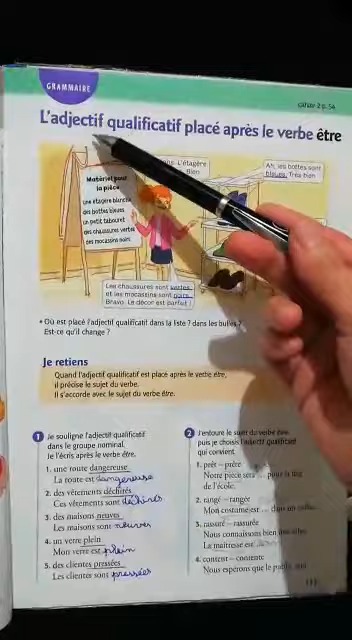 GRAMMAIRE
cahier 2 p. 54
L'adjectif qualificatif placé après le verbe être
Matériel pour
la pièce
une étagère blanche
des bottes bleues
un petit tabouret
des chaussures vertes
des mocassins noirs
L'étagère
Bien
Ah, les bottes sont
bleues. Très bien
Les chaussures sont vertes
et les mocassins sont noirs.
Bravo. Le décor est parfait !
• Où est placé l'adjectif qualificatif dans la liste ? dans les bulles ?
Est-ce qu'il change ?
Je retiens
Quand l'adjectif qualificatif est placé après le verbe être,
il précise le sujet du verbe.
Il s'accorde avec le sujet du verbe être.
1 Je souligne l'adjectif qualificatif
dans le groupe nominal.
Je l'écris après le verbe être.
1. une route dangereuse
La route est dangereuse
2. des vêtements déchirés
Ces vêtements sont déchirés
3. des maisons neuves
Les maisons sont neuves
4. un verre plein
Mon verre est plein
5. des clientes pressées
Les clientes sont pressées
2 J'entoure le sujet du verbe être
puis je choisis l'adjectif qualificatif
qui convient.
1. prêt – prête
Notre pièce sera ... pour la fête
de l'école.
2. rangé – rangée
Mon costume est ... dans
3. rassuré – rassurée
Nous connaissons bien
La maîtresse est
4. content – contente
Nous espérons que le public sera